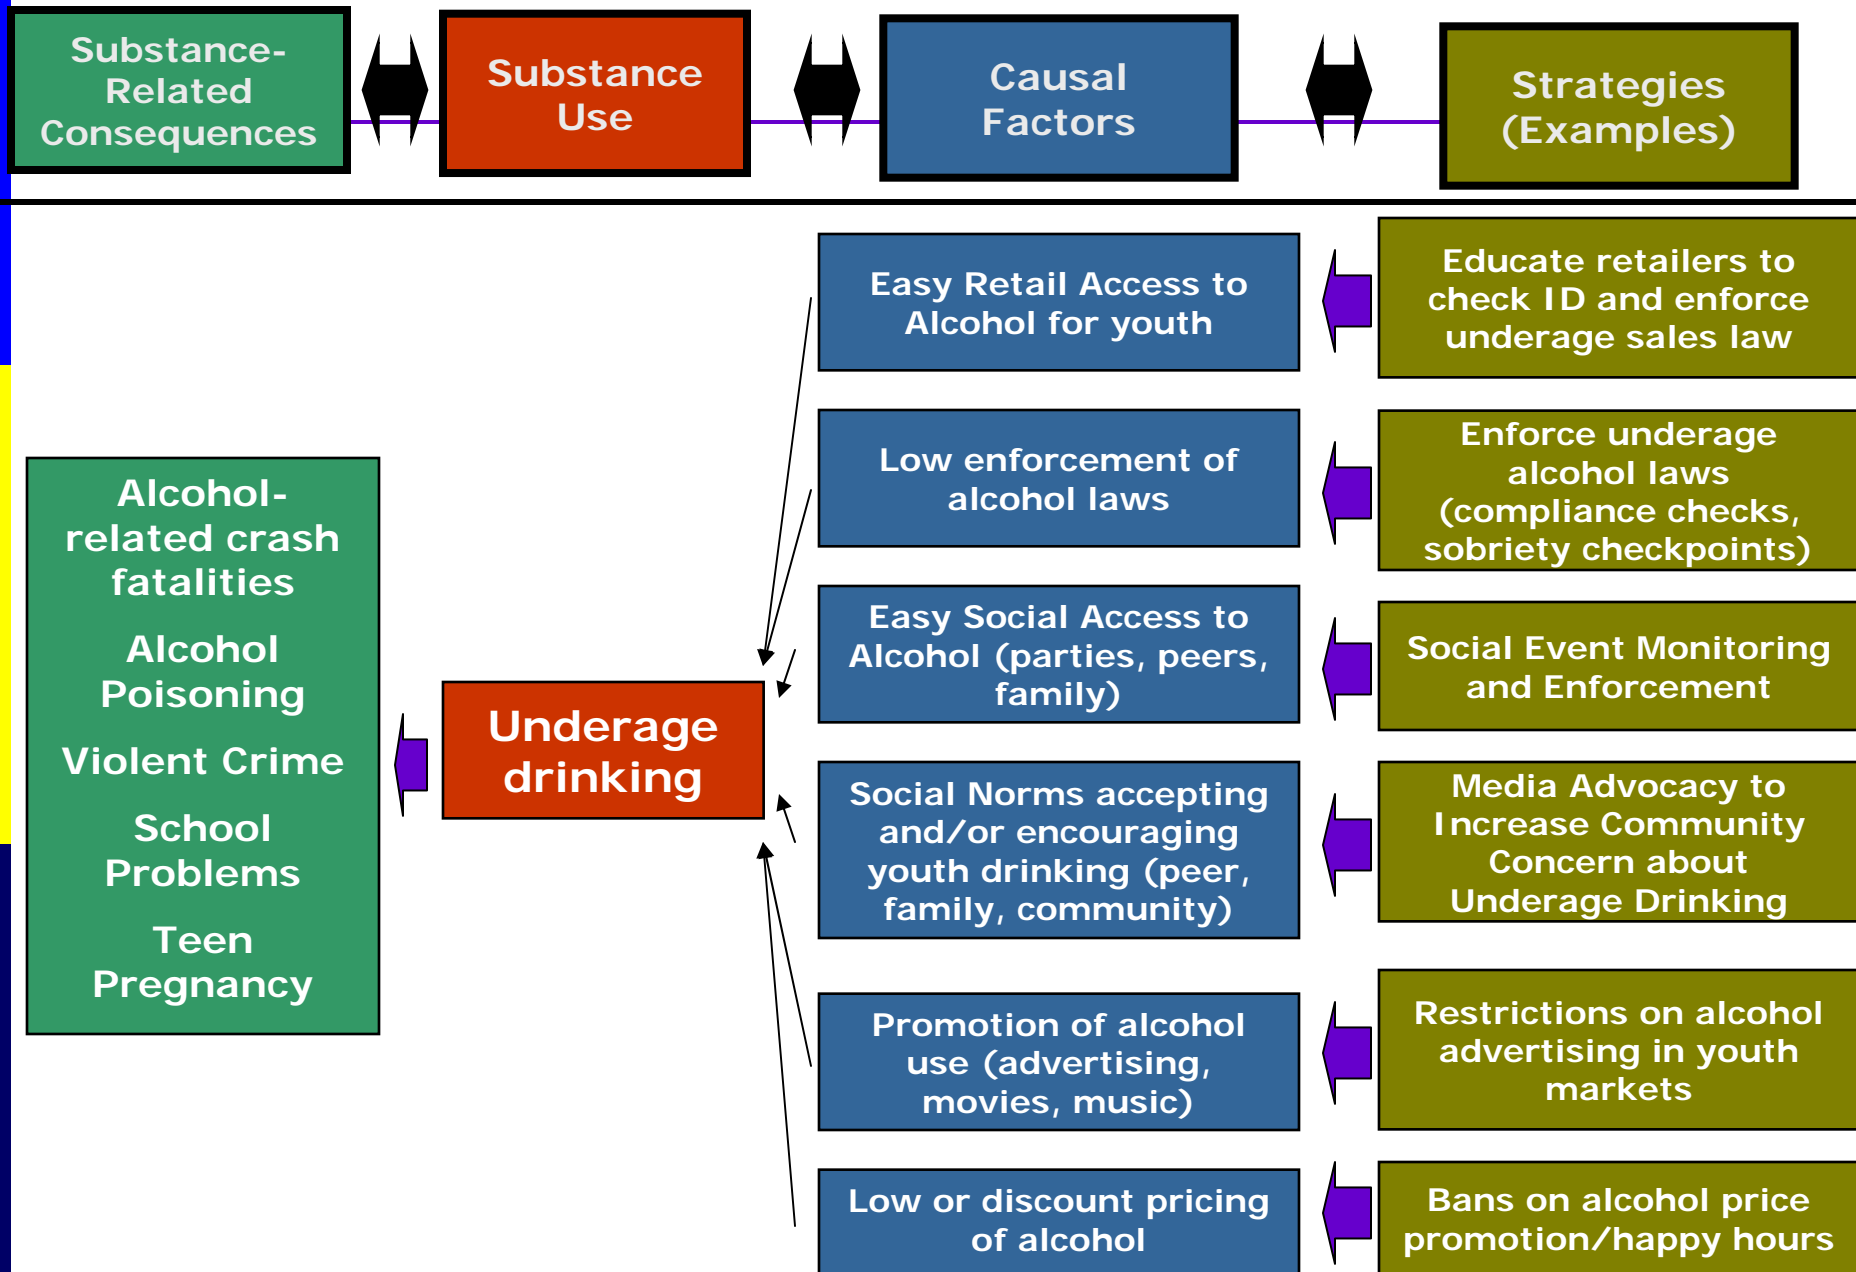 Substance-
Related
Consequences
Substance
Use
Causal
Factors
Strategies
(Examples)
Alcohol-
related crash
fatalities
Alcohol
Poisoning
Violent Crime
School
Problems
Teen
Pregnancy
Underage
drinking
Easy Retail Access to
Alcohol for youth
Low enforcement of
alcohol laws
Easy Social Access to
Alcohol (parties, peers,
family)
Social Norms accepting
and/or encouraging
youth drinking (peer,
family, community)
Promotion of alcohol
use (advertising,
movies, music)
Low or discount pricing
of alcohol
Educate retailers to
check ID and enforce
underage sales law
Enforce underage
alcohol laws
(compliance checks,
sobriety checkpoints)
Social Event Monitoring
and Enforcement
Media Advocacy to
Increase Community
Concern about
Underage Drinking
Restrictions on alcohol
advertising in youth
markets
Bans on alcohol price
promotion/happy hours